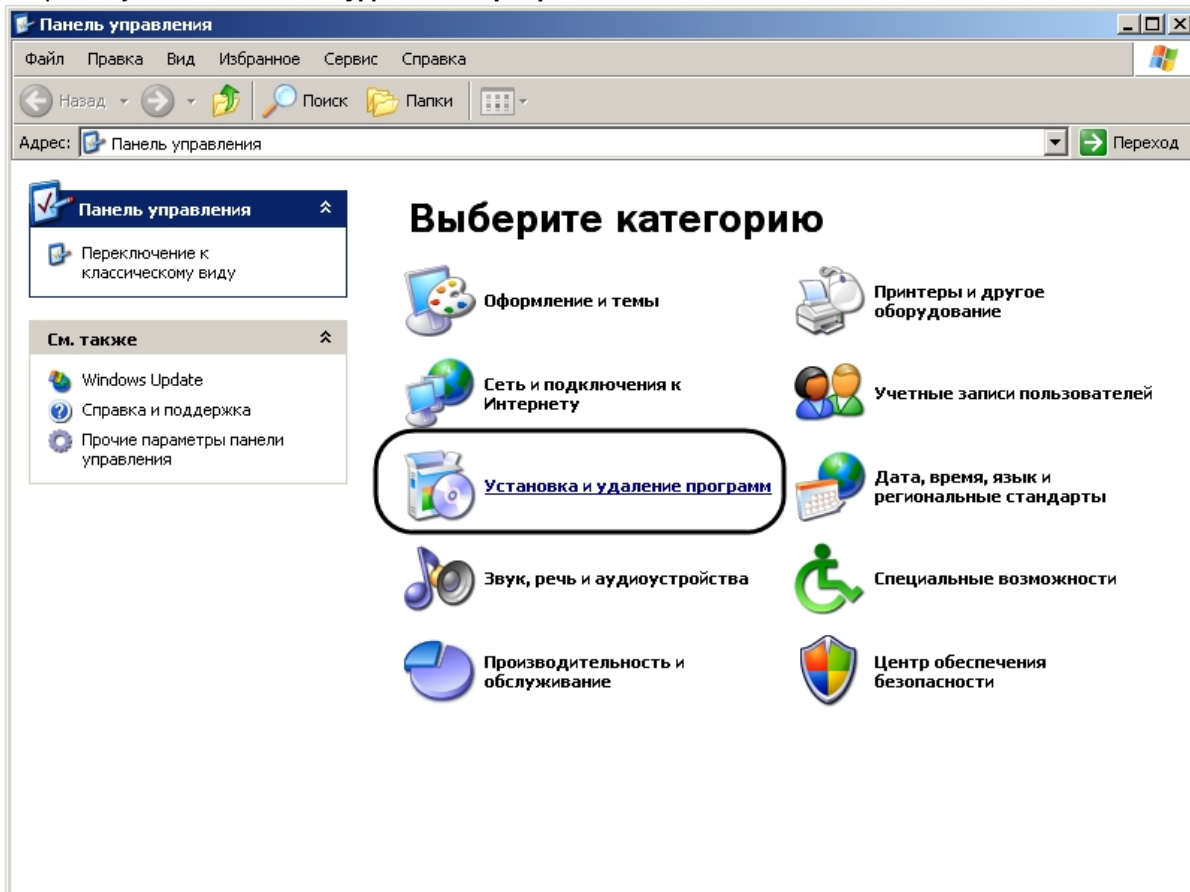 Панель управления
Файл Правка Вид Избранное Сервис Справка
Назад Поиск Папки
Адрес: Панель управления Переход
Панель управления
Переключение к
классическому виду
См. также
Windows Update
Справка и поддержка
Прочие параметры панели
управления
Выберите категорию
Оформление и темы
Принтеры и другое
оборудование
Сеть и подключения к
Интернету
Учетные записи пользователей
Установка и удаление программ
Дата, время, язык и
региональные стандарты
Звук, речь и аудиоустройства
Специальные возможности
Производительность и
обслуживание
Центр обеспечения
безопасности